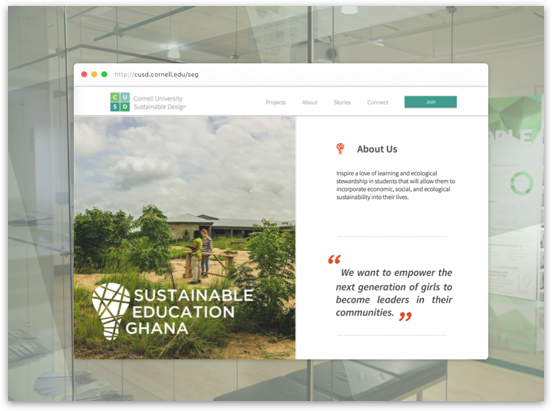 http://cusd.cornell.edu/seg
C U
S D
Cornell University
Sustainable Design
Projects About Stories Connect Join
About Us
Inspire a love of learning and ecological
stewardship in students that will allow them to
incorporate economic, social, and ecological
sustainability into their lives.
“ We want to empower the
next generation of girls to
become leaders in their
communities. ”
SUSTAINABLE
EDUCATION
GHANA